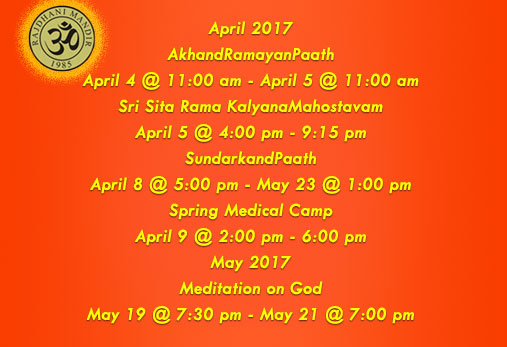 RAJDHANI MANDIR
ॐ
1985
April 2017
AkhandRamayanPaath
April 4 @ 11:00 am - April 5 @ 11:00 am
Sri Sita Rama KalyanaMahostavam
April 5 @ 4:00 pm - 9:15 pm
SundarkandPaath
April 8 @ 5:00 pm - May 23 @ 1:00 pm
Spring Medical Camp
April 9 @ 2:00 pm - 6:00 pm
May 2017
Meditation on God
May 19 @ 7:30 pm - May 21 @ 7:00 pm